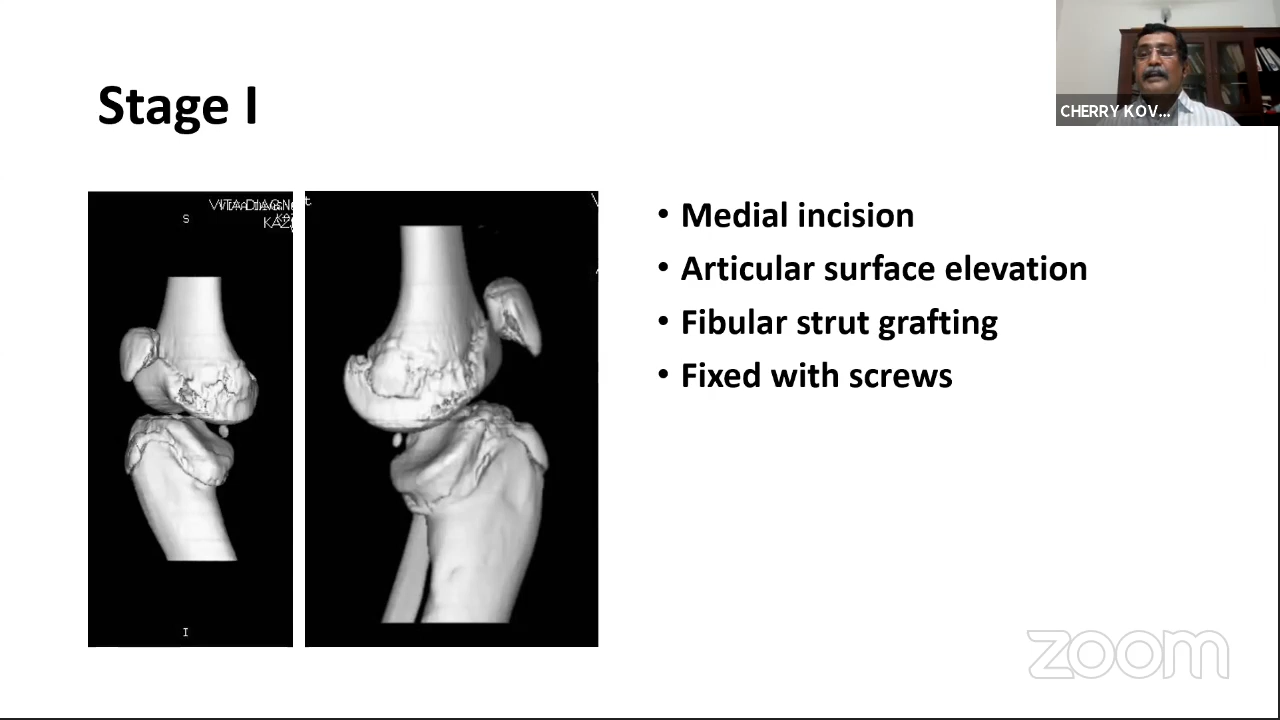 CHERRY KOV...
Stage I
S
I
• Medial incision
• Articular surface elevation
• Fibular strut grafting
• Fixed with screws
zoom